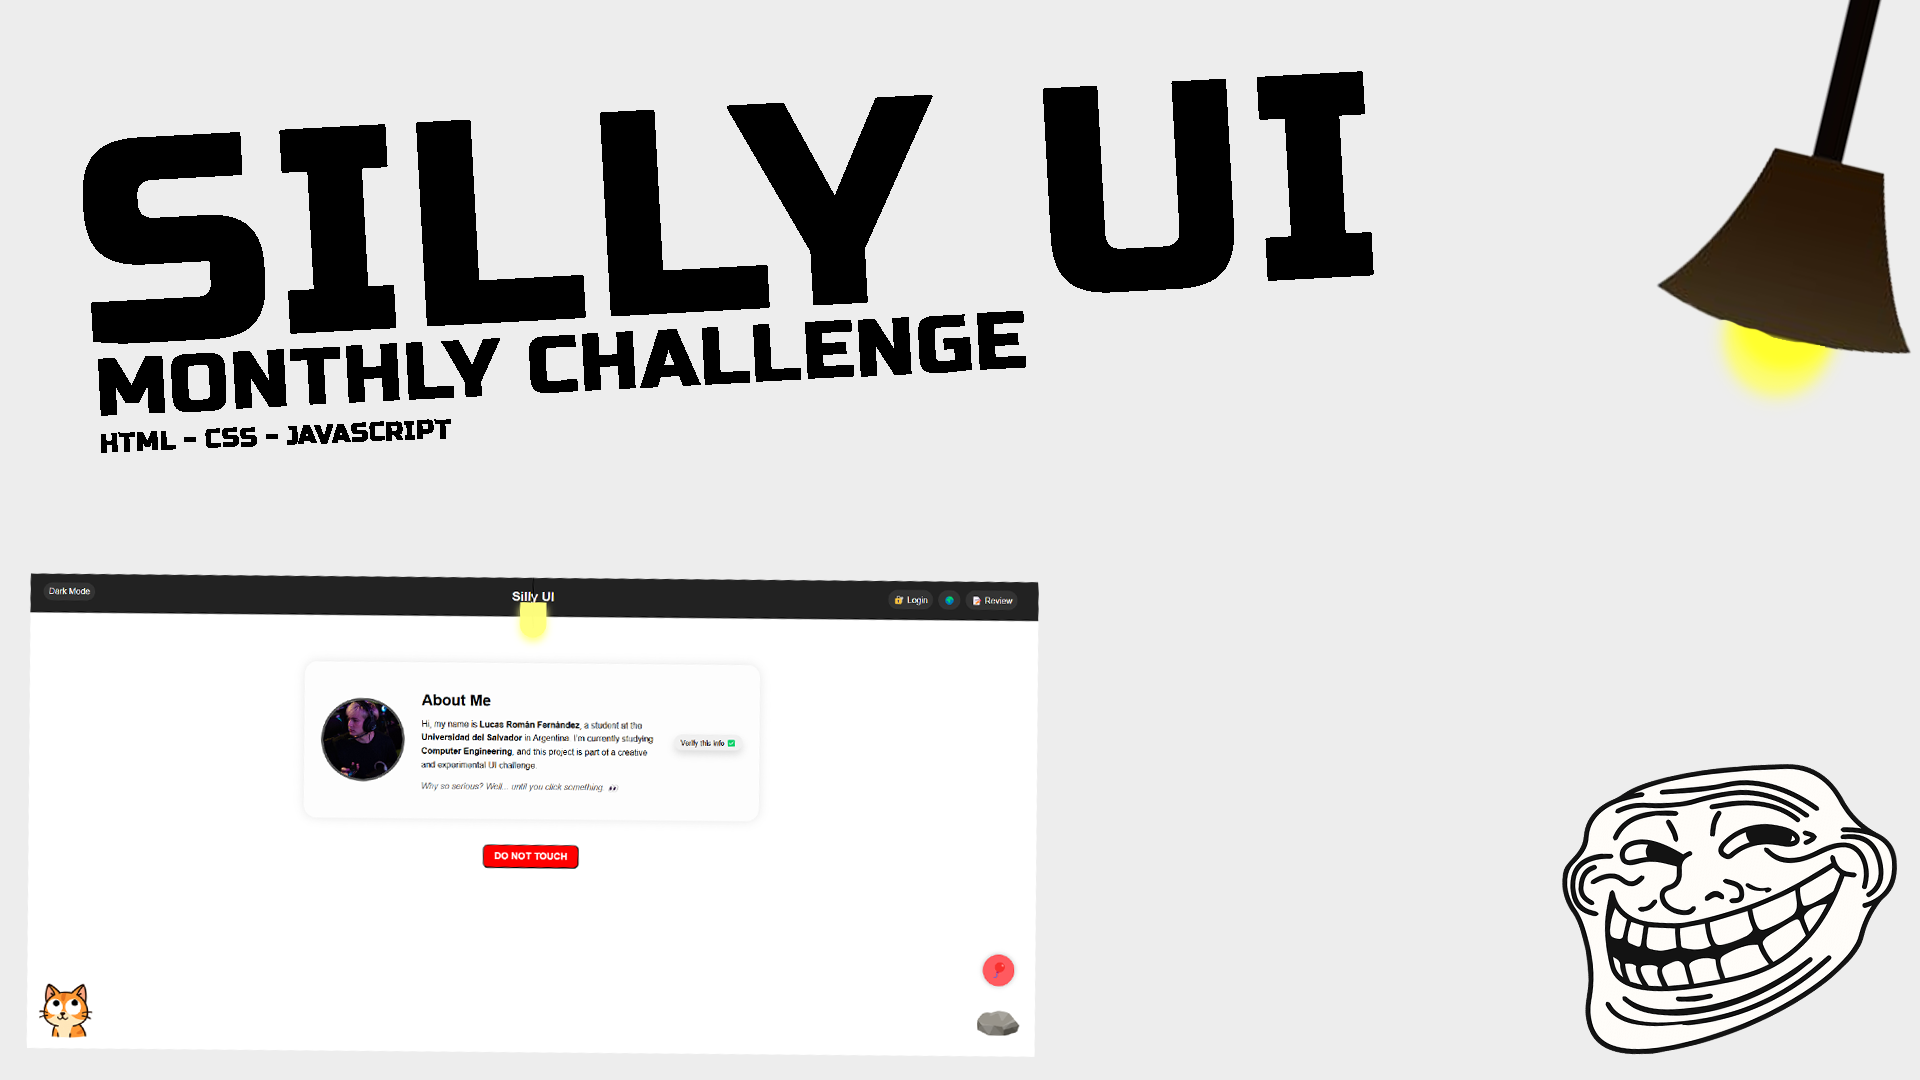 SILLY UI
MONTHLY CHALLENGE
HTML - CSS - JAVASCRIPT
Dark Mode
Silly UI
Login
Review
About Me
Hi, my name is Lucas Román Fernández, a student at the
Universidad del Salvador in Argentina. I'm currently studying
Computer Engineering, and this project is part of a creative
and experimental UI challenge.
Why so serious? Well... until you click something. 👀
Verify this info ✅
DO NOT TOUCH